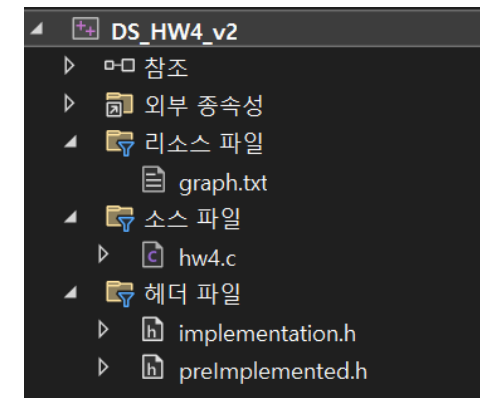 DS_HW4_v2
참조
외부 종속성
리소스 파일
graph.txt
소스 파일
hw4.c
헤더 파일
implementation.h
preImplemented.h